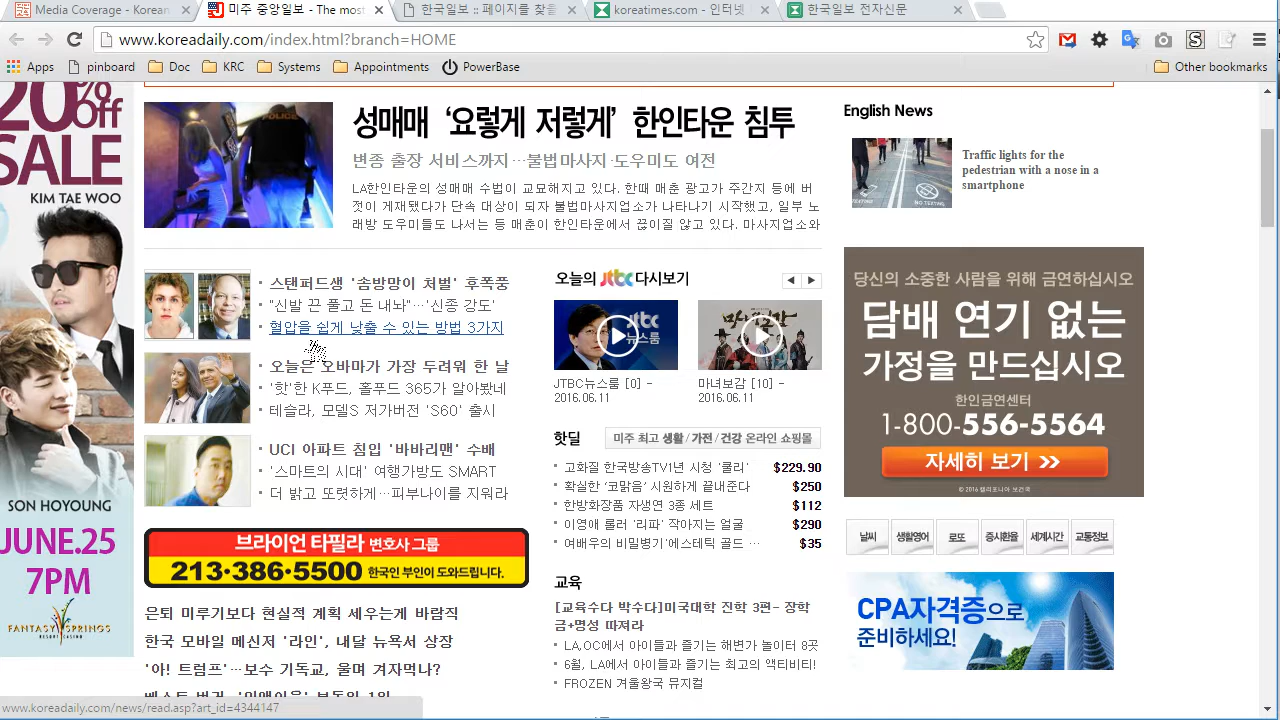 Media Coverage - Korean
미주 중앙일보 - The most
한국일보 :: 페이지를 찾을
koreatimes.com - 인터넷
한국일보 전자신문
www.koreadaily.com/index.html?branch=HOME
Apps
pinboard
Doc
KRC
Systems
Appointments
PowerBase
Other bookmarks
20% Off
SALE
KIM TAE WOO
SON HOYOUNG
JUNE.25
7PM
FANTASY SPRINGS
RESORT CASINO
POLICE
성매매 '요렇게 저렇게' 한인타운 침투
변종 출장 서비스까지…불법마사지·도우미도 여전
LA한인타운의 성매매 수법이 교묘해지고 있다. 한때 매춘 광고가 주간지 등에 버
젓이 게재됐다가 단속 대상이 되자 불법마사지업소가 나타나기 시작했고, 일부 노
래방 도우미들도 나서는 등 매춘이 한인타운에서 끊이질 않고 있다. 마사지업소와
스탠퍼드생 '솜방망이 처벌' 후폭풍
"신발 끈 풀고 돈 내놔"…'신종 강도'
혈압을 쉽게 낮출 수 있는 방법 3가지
오늘은 오바마가 가장 두려워 한 날
'핫'한 K푸드, 홀푸드 365가 알아봤네
테슬라, 모델S 저가버전 'S60' 출시
UCI 아파트 침입 '바바리맨' 수배
'스마트의 시대' 여행가방도 SMART
더 밝고 또렷하게…피부나이를 지워라
브라이언 타필라 변호사 그룹
213·386·5500 한국인 부인이 도와드립니다.
은퇴 미루기보다 현실적 계획 세우는게 바람직
한국 모바일 메신저 '라인', 내달 뉴욕서 상장
'아! 트럼프'…보수 기독교, 울며 겨자먹나?
오늘의 jtbc 다시보기
jtbc
뉴스룸
마녀보감
JTBC뉴스룸 [0] -
2016.06.11
마녀보감 [10] -
2016.06.11
핫딜
미주 최고 생활/가전/건강 온라인 쇼핑몰
고화질 한국방송TV1년 시청 '쿨리' $229.90
확실한 '코막음' 시원하게 끝내준다 $250
한방화장품 자생연 3종 세트 $112
이영애 롤러 '리파' 작아지는 얼굴 $290
여배우의 비밀병기'에스테틱 골드 … $35
교육
[교육수다 박수다]미국대학 진학 3편- 장학
금+명성 따져라
LA,OC에서 아이들과 즐기는 해변가 놀이터 8곳
6월, LA에서 아이들과 즐기는 최고의 액티비티!
FROZEN 겨울왕국 뮤지컬
English News
NO TEXTING
Traffic lights for the
pedestrian with a nose in a
smartphone
당신의 소중한 사람을 위해 금연하십시오
담배 연기 없는
가정을 만드십시오
한인금연센터
1-800-556-5564
자세히 보기 >>
© 2016 캘리포니아 보건국
날씨
생활영어
로또
증시환율
세계시간
교통정보
CPA자격증으로
준비하세요!
www.koreadaily.com/news/read.asp?art_id=4344147